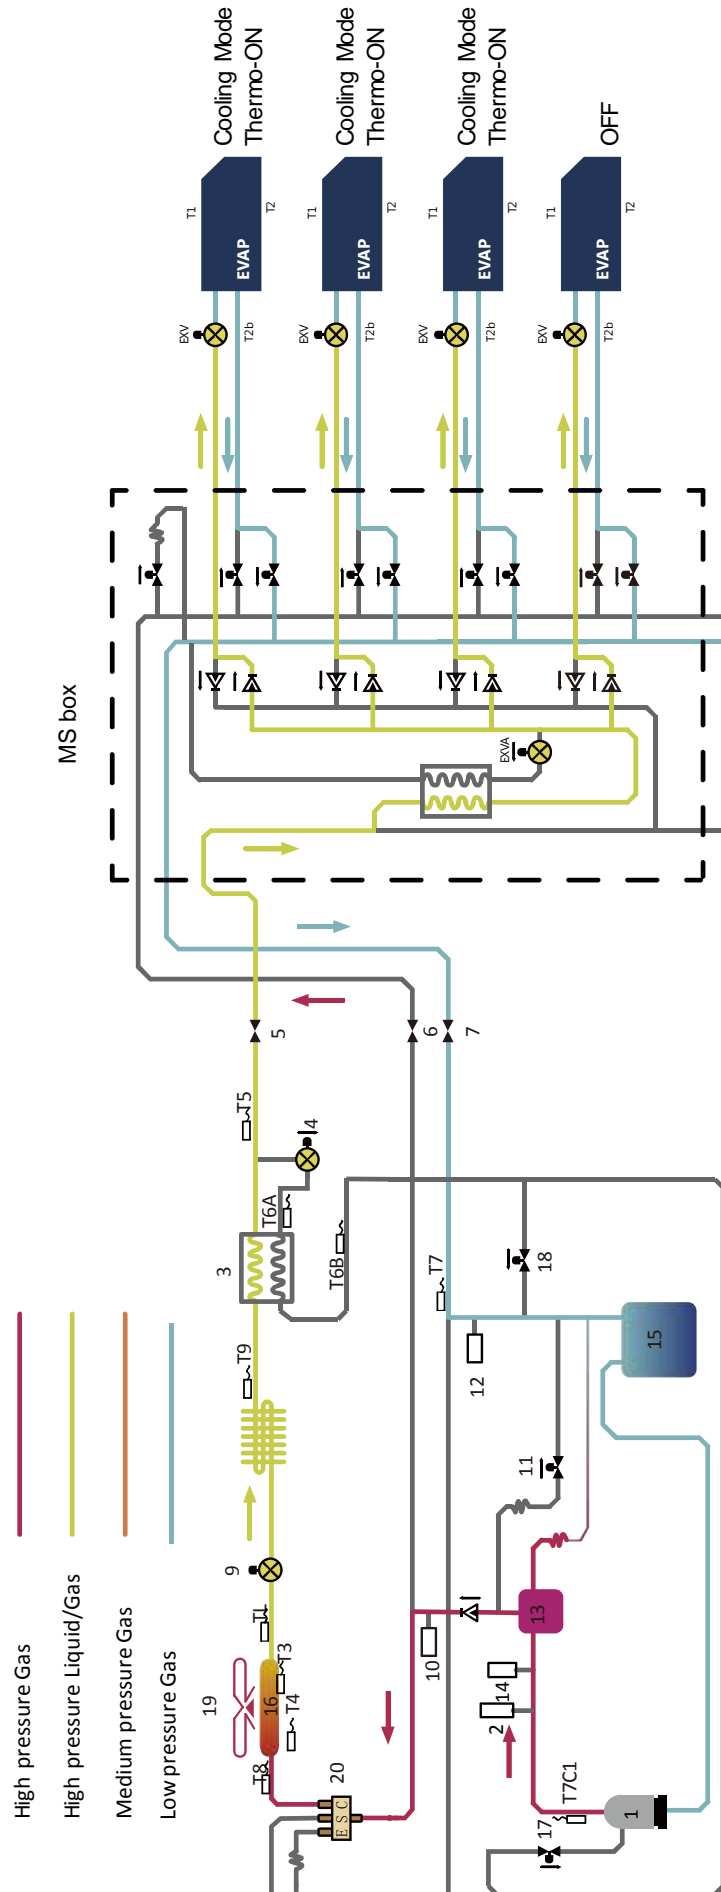 Cooling Mode
Thermo-ON
Cooling Mode
Thermo-ON
Cooling Mode
Thermo-ON
OFF
T1
T2
EVAP
T1
T2
EVAP
T1
T2
EVAP
T1
T2
EVAP
EXV
T2b
EXV
T2b
EXV
T2b
EXV
T2b
MS box
EXVA
5
6
7
T5
4
T6A
3
T6B
T7
18
T9
12
15
11
9
TL
13
10
19
16
T3
T4
14
2
T8
20
E S C
T7C1
17
1
High pressure Gas
High pressure Liquid/Gas
Medium pressure Gas
Low pressure Gas